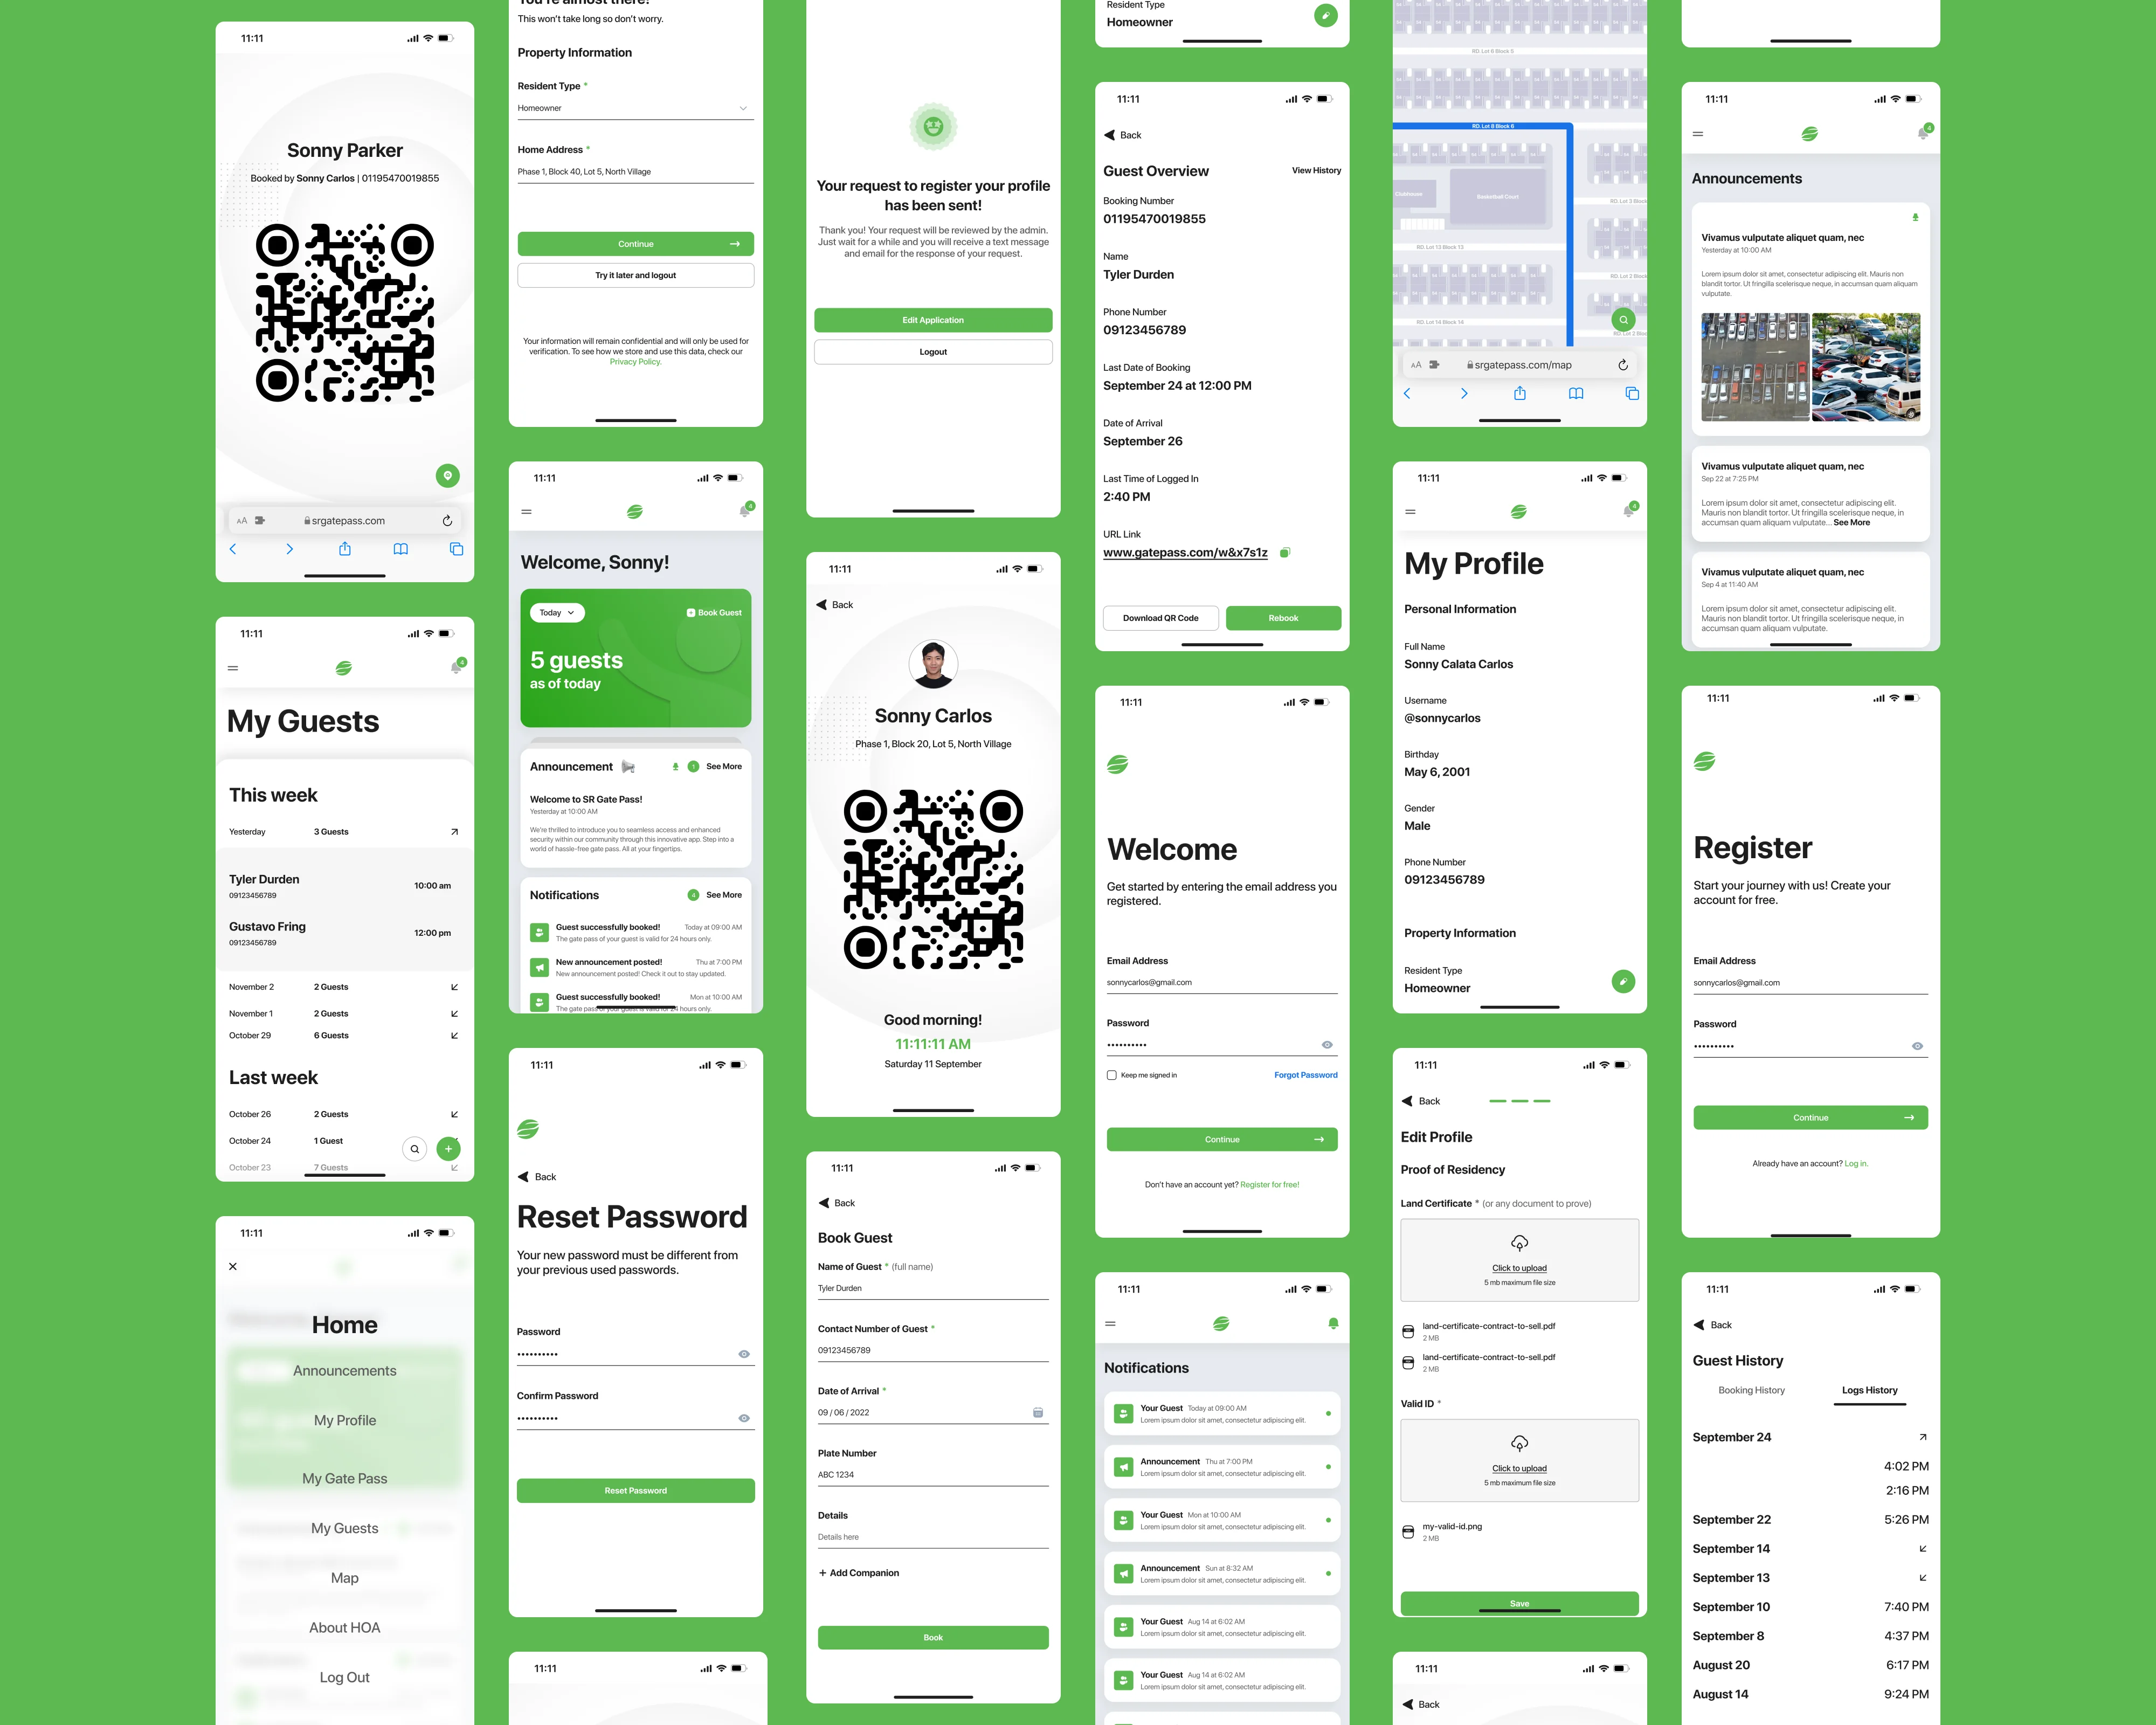 11:11
Sonny Parker
Booked by Sonny Carlos | 01195470019855
AA
srgatepass.com
11:11
4
My Guests
This week
Yesterday
3 Guests
Tyler Durden
09123456789
10:00 am
Gustavo Fring
09123456789
12:00 pm
November 2
2 Guests
November 1
2 Guests
October 29
6 Guests
Last week
October 26
2 Guests
October 24
1 Guest
October 23
7 Guests
11:11
Home
Announcements
My Profile
My Gate Pass
My Guests
Map
About HOA
Log Out
You're almost there!
This won't take long so don't worry.
Property Information
Resident Type *
Homeowner
Home Address *
Phase 1, Block 40, Lot 5, North Village
Continue
Try it later and logout
Your information will remain confidential and will only be used for
verification. To see how we store and use this data, check our
Privacy Policy.
11:11
4
Welcome, Sonny!
Today
Book Guest
5 guests
as of today
Announcement
1
See More
Welcome to SR Gate Pass!
Yesterday at 10:00 AM
We're thrilled to introduce you to seamless access and enhanced
security within our community through this innovative app. Step into a
world of hassle-free gate pass. All at your fingertips.
Notifications
4
See More
Guest successfully booked!
Today at 09:00 AM
The gate pass of your guest is valid for 24 hours only.
New announcement posted!
Thu at 7:00 PM
New announcement posted! Check it out to stay updated.
Guest successfully booked!
Mon at 10:00 AM
The gate pass of your guest is valid for 24 hours only.
11:11
Back
Reset Password
Your new password must be different from
your previous used passwords.
Password
Confirm Password
Reset Password
11:11
Your request to register your profile
has been sent!
Thank you! Your request will be reviewed by the admin.
Just wait for a while and you will receive a text message
and email for the response of your request.
Edit Application
Logout
11:11
Back
Sonny Carlos
Phase 1, Block 20, Lot 5, North Village
Good morning!
11:11:11 AM
Saturday 11 September
11:11
Back
Book Guest
Name of Guest * (full name)
Tyler Durden
Contact Number of Guest *
09123456789
Date of Arrival *
09 / 06 / 2022
Plate Number
ABC 1234
Details
Details here
+ Add Companion
Book
Resident Type
Homeowner
11:11
Back
Guest Overview
View History
Booking Number
01195470019855
Name
Tyler Durden
Phone Number
09123456789
Last Date of Booking
September 24 at 12:00 PM
Date of Arrival
September 26
Last Time of Logged In
2:40 PM
URL Link
www.gatepass.com/w&x7s1z
Download QR Code
Rebook
11:11
Welcome
Get started by entering the email address you
registered.
Email Address
sonnycarlos@gmail.com
Password
Keep me signed in
Forgot Password
Continue
Don't have an account yet? Register for free!
11:11
Notifications
Your Guest Today at 09:00 AM
Lorem ipsum dolor sit amet, consectetur adipiscing elit.
Announcement Thu at 7:00 PM
Lorem ipsum dolor sit amet, consectetur adipiscing elit.
Your Guest Mon at 10:00 AM
Lorem ipsum dolor sit amet, consectetur adipiscing elit.
Announcement Sun at 8:32 AM
Lorem ipsum dolor sit amet, consectetur adipiscing elit.
Your Guest Aug 14 at 6:02 AM
Lorem ipsum dolor sit amet, consectetur adipiscing elit.
Your Guest Aug 14 at 6:02 AM
Lorem ipsum dolor sit amet, consectetur adipiscing elit.
RD. Lot 6 Block 5
RD. Lot 8 Block 6
Clubhouse
Basketball Court
RD. Lot 3 Block
RD. Lot 13 Block 13
RD. Lot 2 Block
RD. Lot 14 Block 14
RD. Lot 2 Bloc
AA
srgatepass.com/map
11:11
4
My Profile
Personal Information
Full Name
Sonny Calata Carlos
Username
@sonnycarlos
Birthday
May 6, 2001
Gender
Male
Phone Number
09123456789
Property Information
Resident Type
Homeowner
11:11
Back
Edit Profile
Proof of Residency
Land Certificate * (or any document to prove)
Click to upload
5 mb maximum file size
land-certificate-contract-to-sell.pdf
2 MB
land-certificate-contract-to-sell.pdf
2 MB
Valid ID *
Click to upload
5 mb maximum file size
my-valid-id.png
2 MB
Save
11:11
Back
11:11
4
Announcements
Vivamus vulputate aliquet quam, nec
Yesterday at 10:00 AM
Lorem ipsum dolor sit amet, consectetur adipiscing elit. Mauris non
blandit tortor. Ut fringilla scelerisque neque, in accumsan quam aliquam
vulputate.
Vivamus vulputate aliquet quam, nec
Sep 22 at 7:25 PM
Lorem ipsum dolor sit amet, consectetur adipiscing elit.
Mauris non blandit tortor. Ut fringilla scelerisque neque, in
accumsan quam aliquam vulputate... See More
Vivamus vulputate aliquet quam, nec
Sep 4 at 11:40 AM
Lorem ipsum dolor sit amet, consectetur adipiscing elit.
Mauris non blandit tortor. Ut fringilla scelerisque neque, in
accumsan quam aliquam vulputate.
11:11
Register
Start your journey with us! Create your
account for free.
Email Address
sonnycarlos@gmail.com
Password
Continue
Already have an account? Log in.
11:11
Back
Guest History
Booking History
Logs History
September 24
4:02 PM
2:16 PM
September 22
5:26 PM
September 14
September 13
September 10
7:40 PM
September 8
4:37 PM
August 20
6:17 PM
August 14
9:24 PM